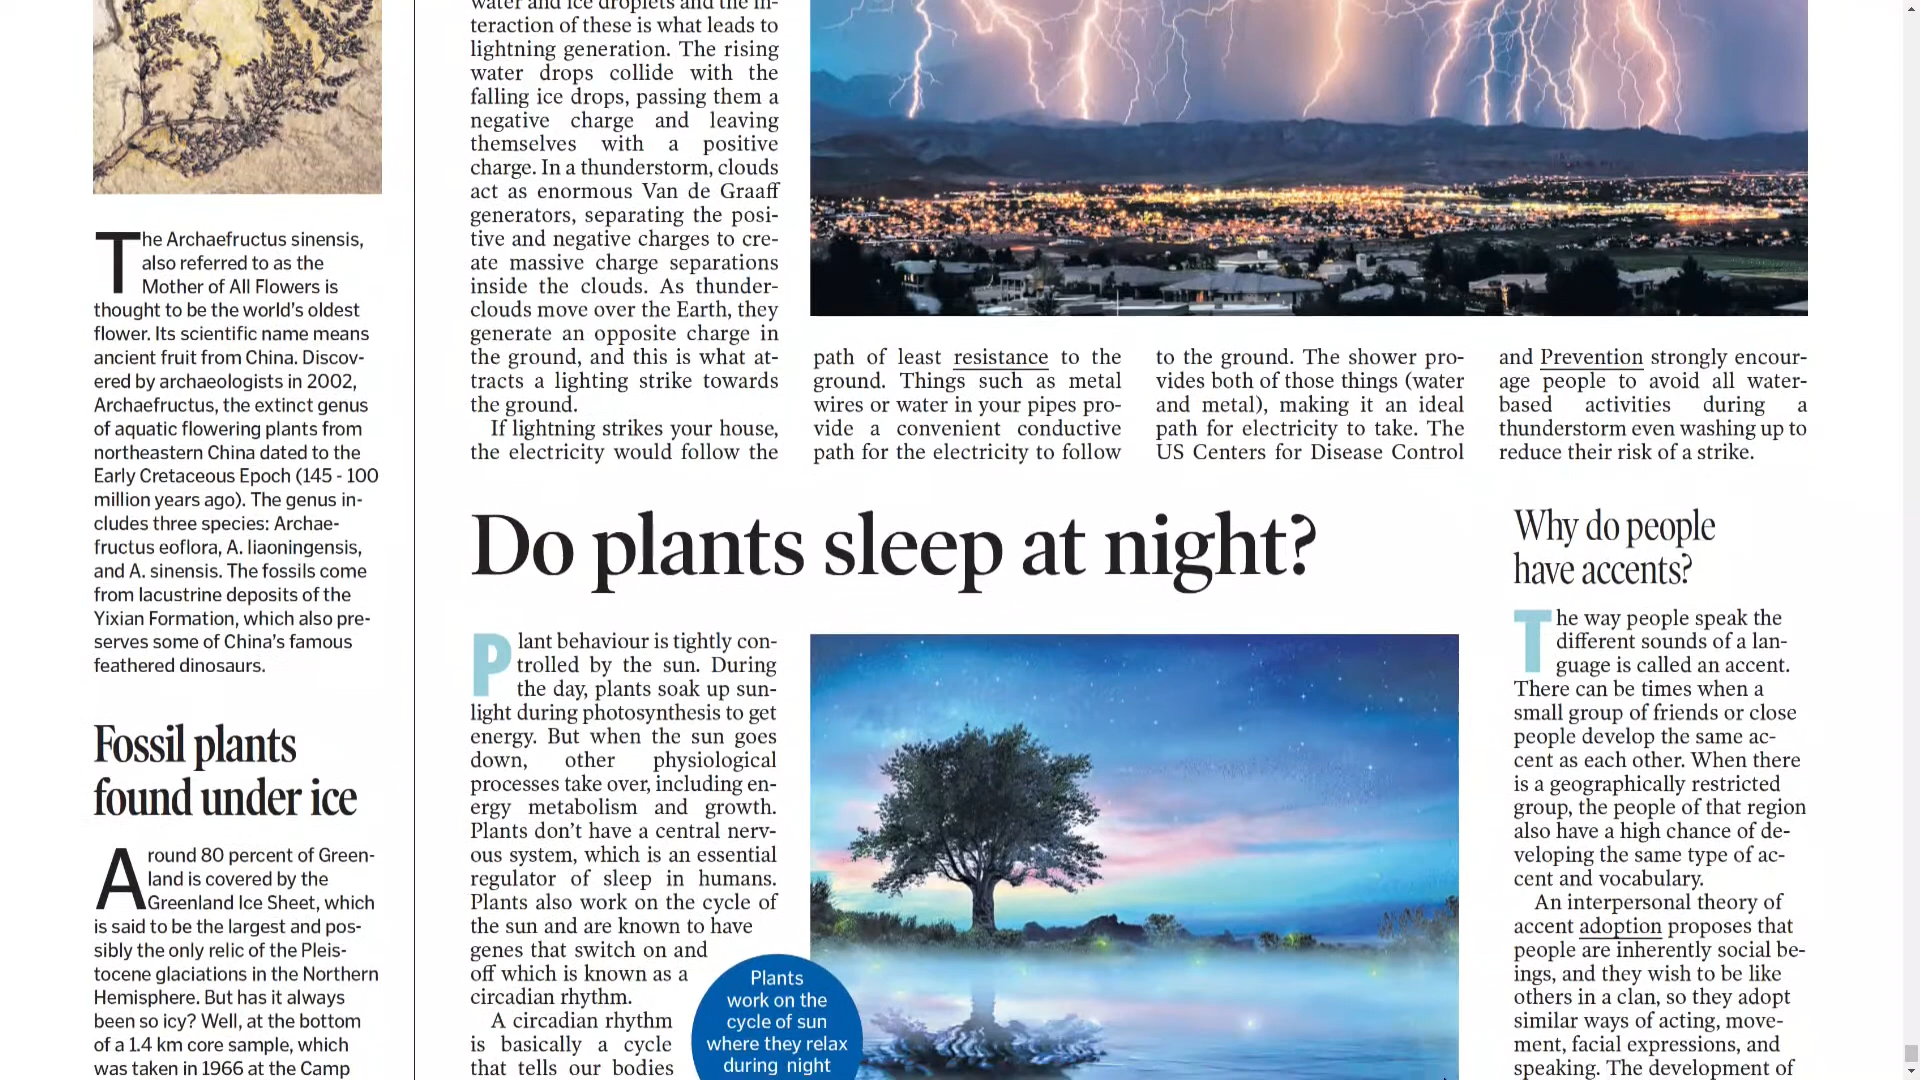 The Archaefructus sinensis,
also referred to as the
Mother of All Flowers is
thought to be the world's oldest
flower. Its scientific name means
ancient fruit from China. Discov-
ered by archaeologists in 2002,
Archaefructus, the extinct genus
of aquatic flowering plants from
northeastern China dated to the
Early Cretaceous Epoch (145 - 100
million years ago). The genus in-
cludes three species: Archae-
fructus eoflora, A. liaoningensis,
and A. sinensis. The fossils come
from lacustrine deposits of the
Yixian Formation, which also pre-
serves some of China's famous
feathered dinosaurs.
Fossil plants
found under ice
Around 80 percent of Green-
land is covered by the
Greenland Ice Sheet, which
is said to be the largest and pos-
sibly the only relic of the Pleis-
tocene glaciations in the Northern
Hemisphere. But has it always
been so icy? Well, at the bottom
of a 1.4 km core sample, which
was taken in 1966 at the Camp
water and ice droplets and the in-
teraction of these is what leads to
lightning generation. The rising
water drops collide with the
falling ice drops, passing them a
negative charge and leaving
themselves with a positive
charge. In a thunderstorm, clouds
act as enormous Van de Graaff
generators, separating the posi-
tive and negative charges to cre-
ate massive charge separations
inside the clouds. As thunder-
clouds move over the Earth, they
generate an opposite charge in
the ground, and this is what at-
tracts a lighting strike towards
the ground.
If lightning strikes your house,
the electricity would follow the
path of least resistance to the
ground. Things such as metal
wires or water in your pipes pro-
vide a convenient conductive
path for the electricity to follow
to the ground. The shower pro-
vides both of those things (water
and metal), making it an ideal
path for electricity to take. The
US Centers for Disease Control
and Prevention strongly encour-
age people to avoid all water-
based activities during a
thunderstorm even washing up to
reduce their risk of a strike.
Do plants sleep at night?
Plant behaviour is tightly con-
trolled by the sun. During
the day, plants soak up sun-
light during photosynthesis to get
energy. But when the sun goes
down, other physiological
processes take over, including en-
ergy metabolism and growth.
Plants don't have a central nerv-
ous system, which is an essential
regulator of sleep in humans.
Plants also work on the cycle of
the sun and are known to have
genes that switch on and
off which is known as a
circadian rhythm.
A circadian rhythm
is basically a cycle
that tells our bodies
Plants
work on the
cycle of sun
where they relax
during night
Why do people
have accents?
The way people speak the
different sounds of a lan-
guage is called an accent.
There can be times when a
small group of friends or close
people develop the same ac-
cent as each other. When there
is a geographically restricted
group, the people of that region
also have a high chance of de-
veloping the same type of ac-
cent and vocabulary.
An interpersonal theory of
accent adoption proposes that
people are inherently social be-
ings, and they wish to be like
others in a clan, so they adopt
similar ways of acting, move-
ment, facial expressions, and
speaking. The development of